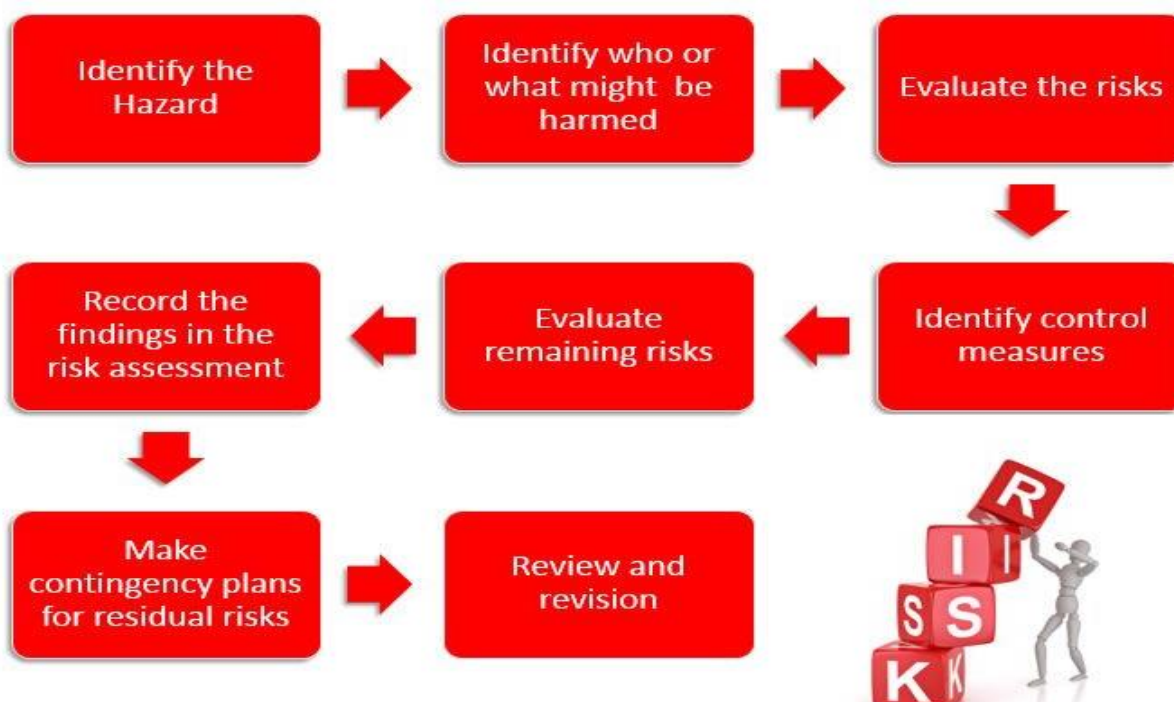 Identify the
Hazard
Identify who or
what might be
harmed
Evaluate the risks
Identify control
measures
Evaluate
remaining risks
Record the
findings in the
risk assessment
Make
contingency plans
for residual risks
Review and
revision
R
I I
S S
K K